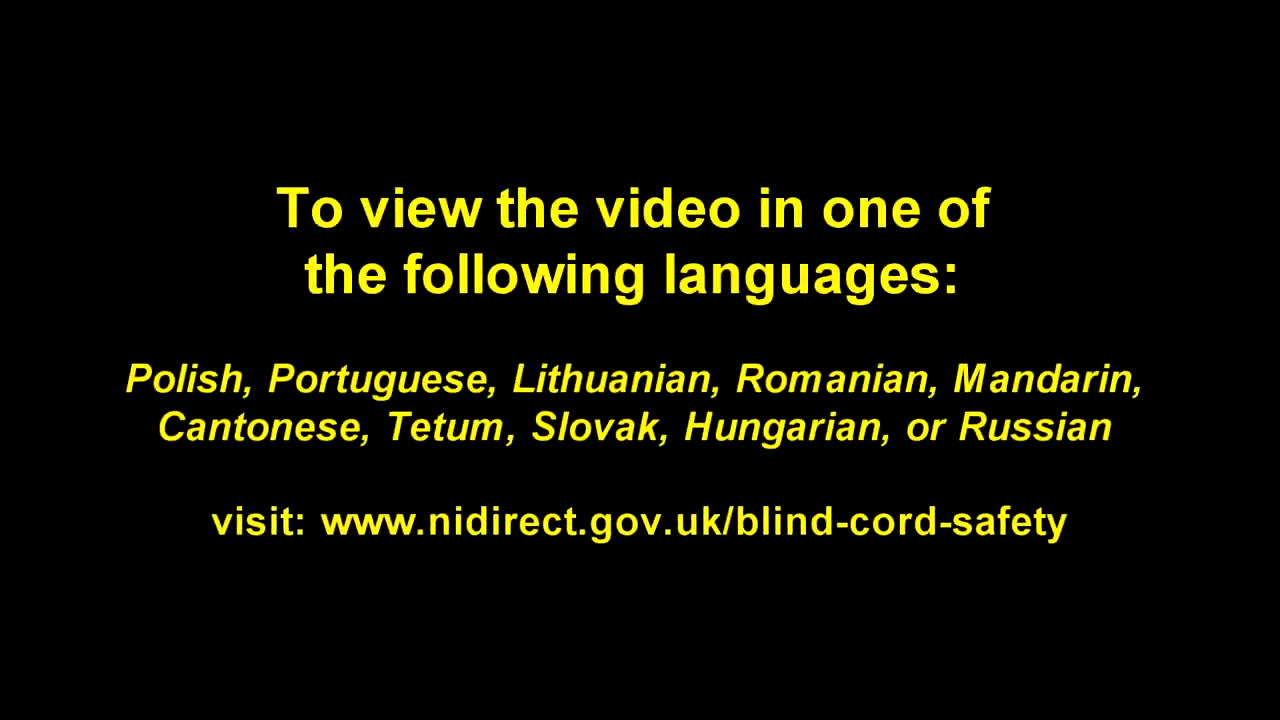 To view the video in one of
the following languages:
Polish, Portuguese, Lithuanian, Romanian, Mandarin,
Cantonese, Tetum, Slovak, Hungarian, or Russian
visit: www.nidirect.gov.uk/blind-cord-safety